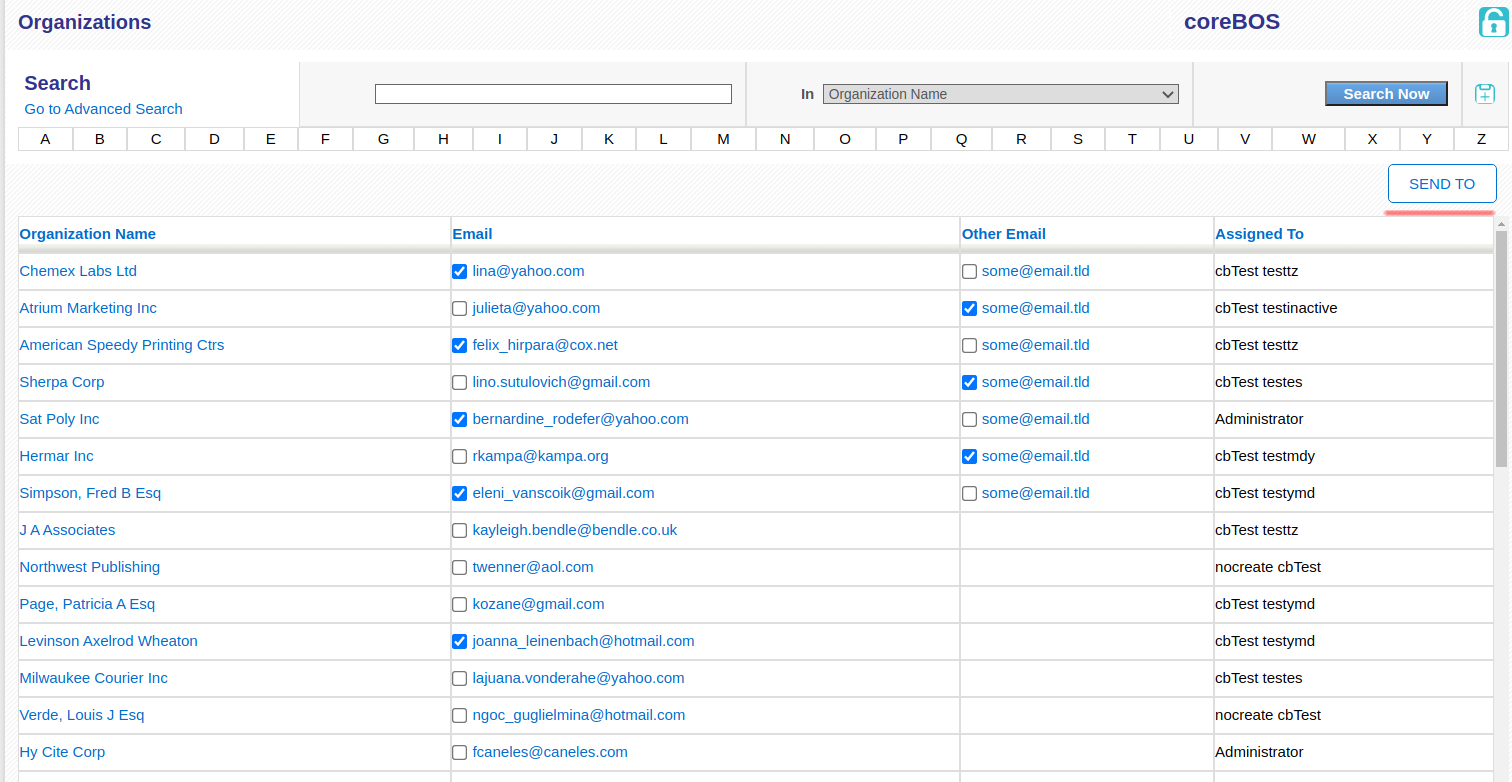 Organizations coreBOS
Search
Go to Advanced Search
In Organization Name Search Now
A B C D E F G H I J K L M N O P Q R S T U V W X Y Z
SEND TO
Organization Name Email Other Email Assigned To
Chemex Labs Ltd lina@yahoo.com some@email.tld cbTest testtz
Atrium Marketing Inc julieta@yahoo.com some@email.tld cbTest testinactive
American Speedy Printing Ctrs felix_hirpara@cox.net some@email.tld cbTest testtz
Sherpa Corp lino.sutulovich@gmail.com some@email.tld cbTest testes
Sat Poly Inc bernardine_rodefer@yahoo.com some@email.tld Administrator
Hermar Inc rkampa@kampa.org some@email.tld cbTest testmdy
Simpson, Fred B Esq eleni_vanscoik@gmail.com some@email.tld cbTest testymd
J A Associates kayleigh.bendle@bendle.co.uk cbTest testtz
Northwest Publishing twenner@aol.com nocreate cbTest
Page, Patricia A Esq kozane@gmail.com cbTest testymd
Levinson Axelrod Wheaton joanna_leinenbach@hotmail.com cbTest testymd
Milwaukee Courier Inc lajuana.vonderahe@yahoo.com cbTest testes
Verde, Louis J Esq ngoc_guglielmina@hotmail.com nocreate cbTest
Hy Cite Corp fcaneles@caneles.com Administrator